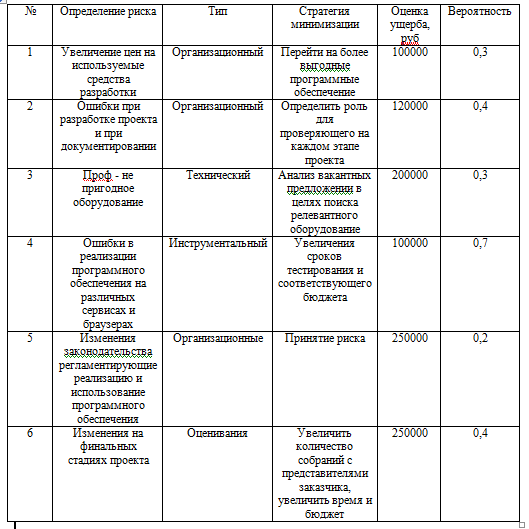 № Определение риска Тип Стратегия минимизации Оценка ущерба, руб Вероятность
1 Увеличение цен на используемые средства разработки Организационный Перейти на более выгодные программные обеспечение 100000 0,3
2 Ошибки при разработке проекта и при документировании Организационный Определить роль для проверяющего на каждом этапе проекта 120000 0,4
3 Проф - не пригодное оборудование Технический Анализ вакантных предложении в целях поиска релевантного оборудование 200000 0,3
4 Ошибки в реализации программного обеспечения на различных сервисах и браузерах Инструментальный Увеличения сроков тестирования и соответствующего бюджета 100000 0,7
5 Изменения законодательства регламентирующие реализацию и использование программного обеспечения Организационные Принятие риска 250000 0,2
6 Изменения на финальных стадиях проекта Оценивания Увеличить количество собраний с представителями заказчика, увеличить время и бюджет 250000 0,4